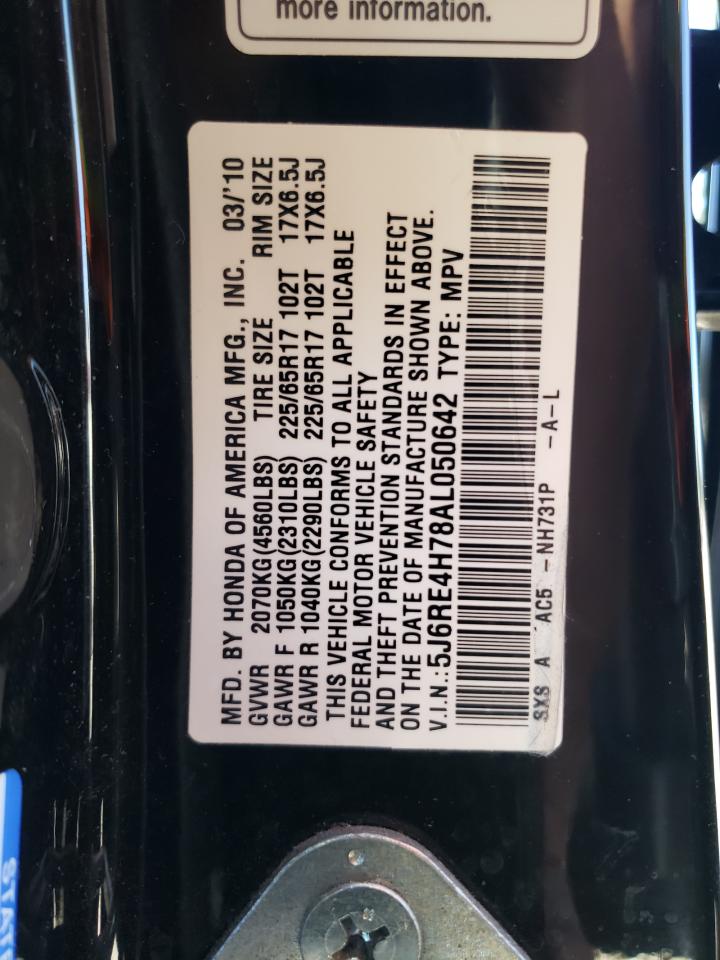 more information.
MFD. BY HONDA OF AMERICA MFG., INC. 03/'10
GVWR 2070KG(4560LBS) TIRE SIZE RIM SIZE
GAWR F 1050KG(2310LBS) 225/65R17 102T 17X6.5J
GAWR R 1040KG(2290LBS) 225/65R17 102T 17X6.5J
THIS VEHICLE CONFORMS TO ALL APPLICABLE
FEDERAL MOTOR VEHICLE SAFETY
AND THEFT PREVENTION STANDARDS IN EFFECT
ON THE DATE OF MANUFACTURE SHOWN ABOVE.
V.I.N.:5J6RE4H78AL050642 TYPE: MPV
SXS A AC5 -NH731P -A-L